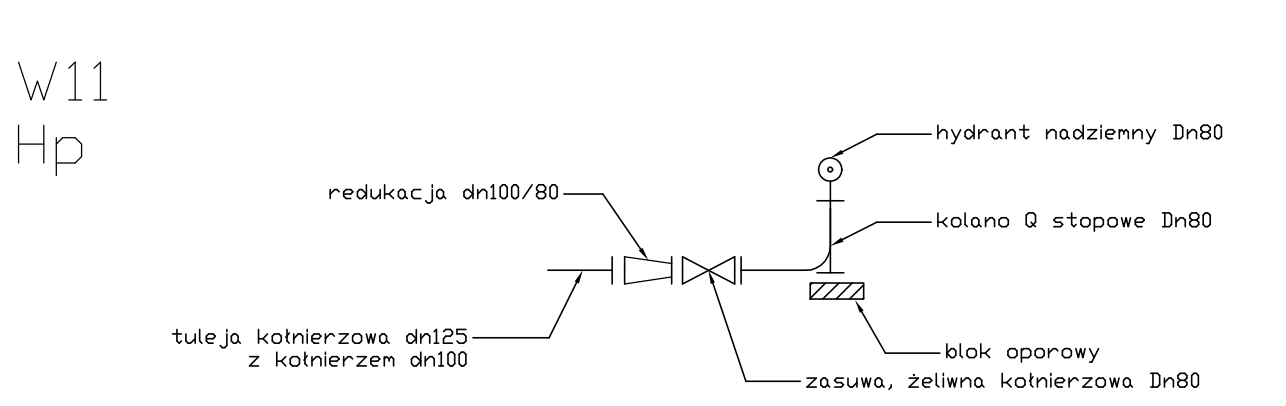 W11
Hp
hydrant nadziemny Dn80
redukacja dn100/80
kolano Q stopowe Dn80
tuleja kołnierzowa dn125
z kołnierzem dn100
blok oporowy
zasuwa, żeliwna kołnierzowa Dn80